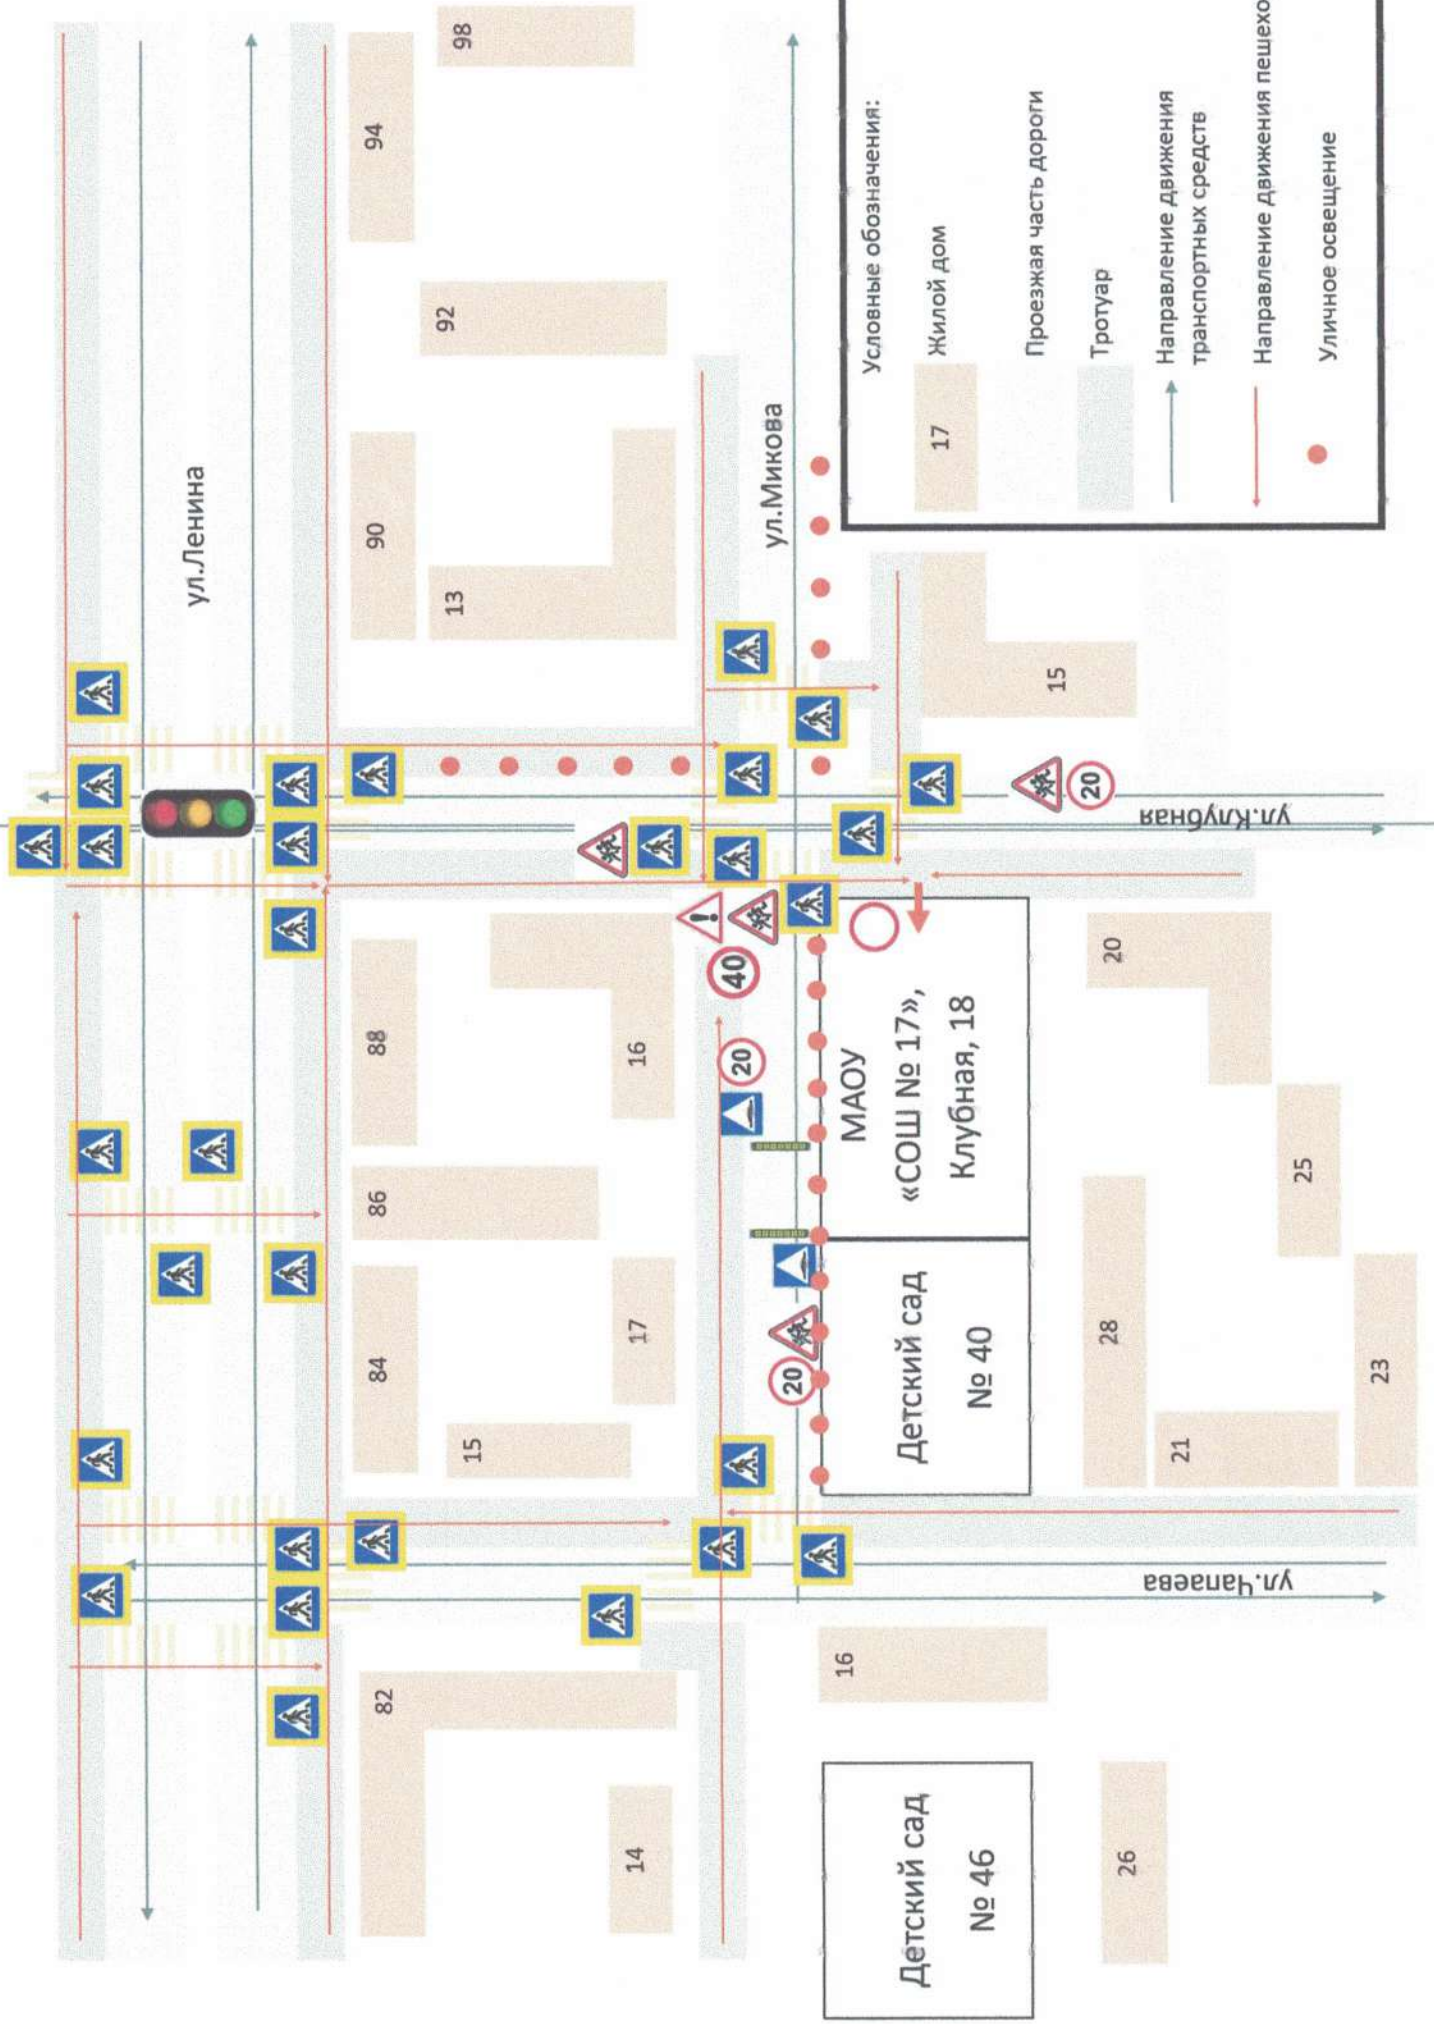 ул.Ленина
94
98
92
90
13
88
86
84
82
16
17
15
14
ул.Микова
40
20
20
МАОУ
«СОШ № 17»,
Клубная, 18
Детский сад
№ 40
Детский сад
№ 46
16
26
ул.Чапаева
ул.Клубная
20
15
20
25
28
21
23
Условные обозначения:
17
Жилой дом
Проезжая часть дороги
Тротуар
Направление движения
транспортных средств
Направление движения пешехо
Уличное освещение